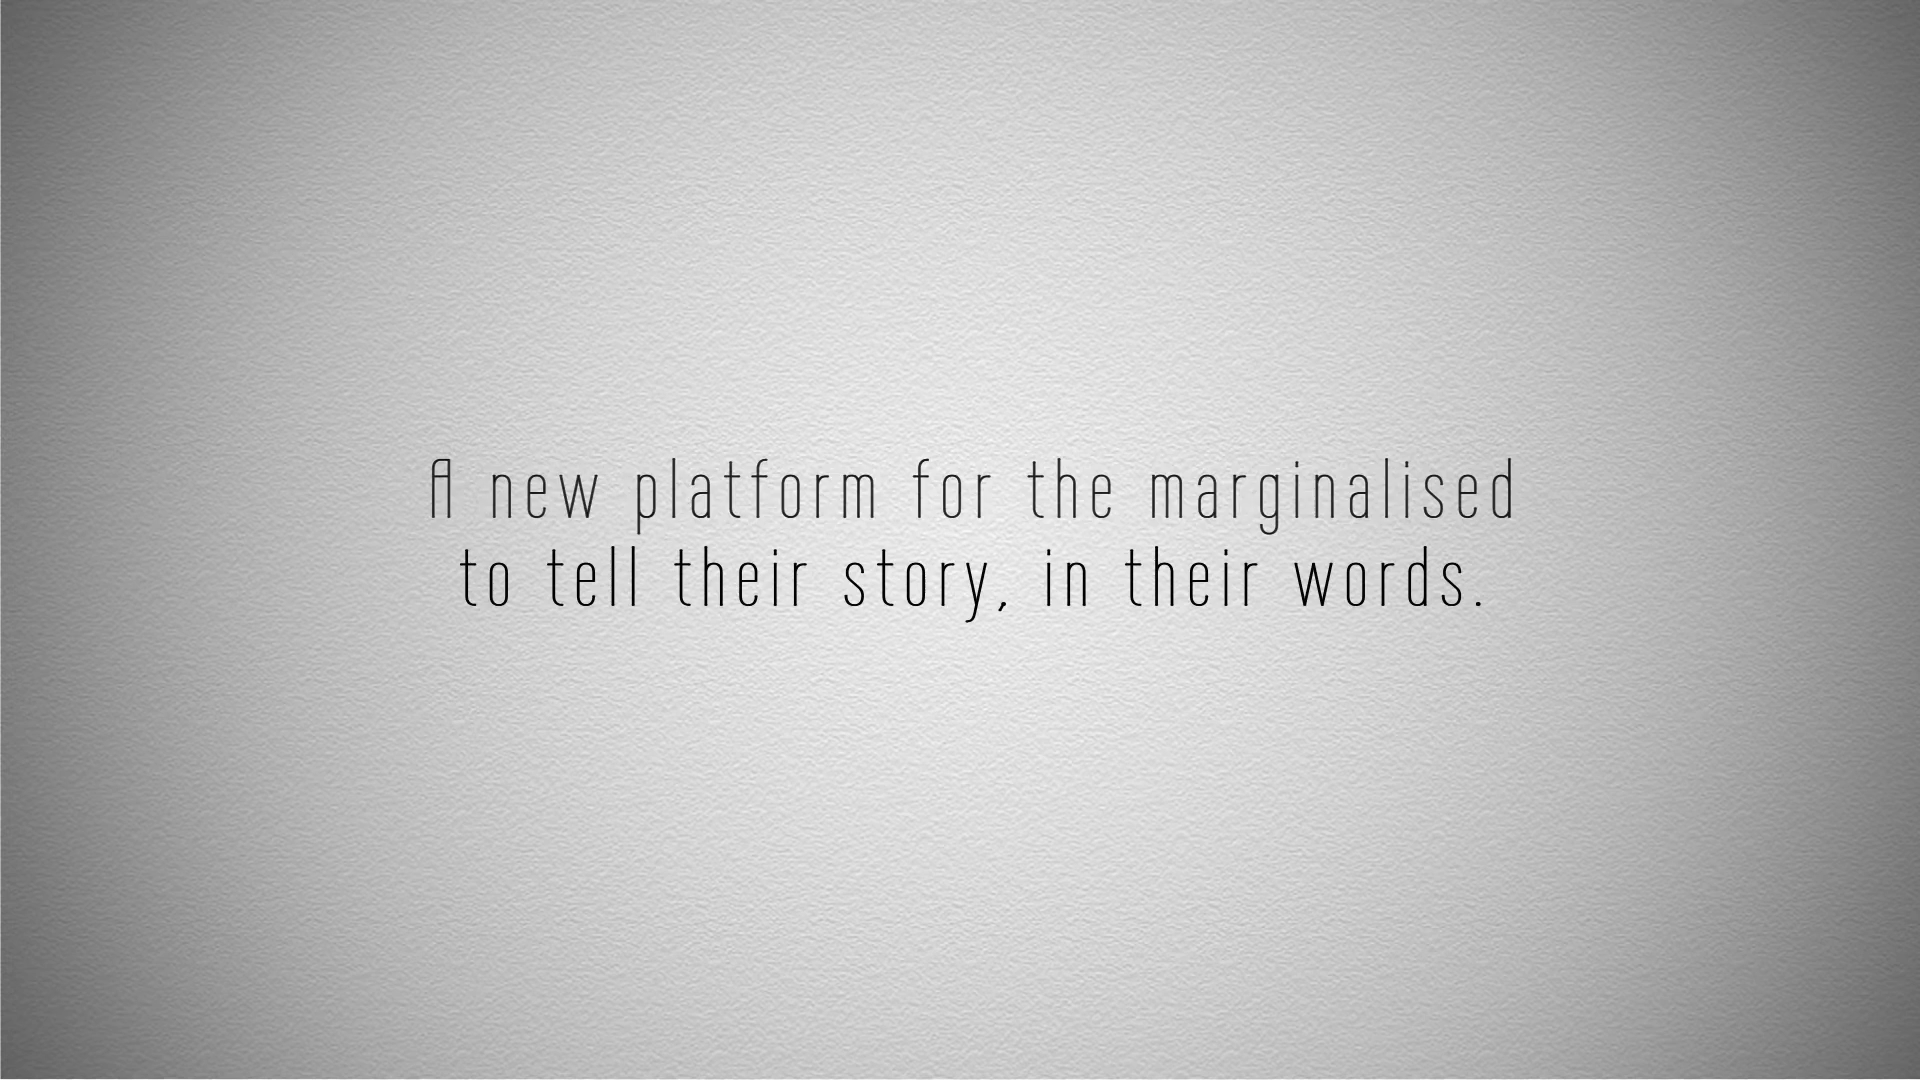 A new platform for the marginalised
to tell their story, in their words.